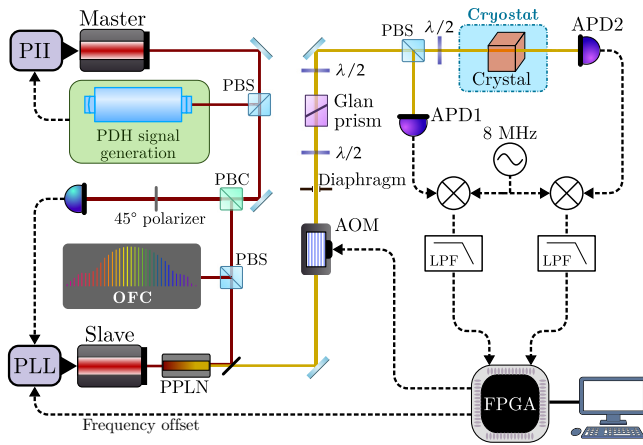 Master
PII
PBS
PDH signal
generation
PBC
45° polarizer
PBS
OFC
Slave
PLL
PPLN
Frequency offset
λ/2
Glan
prism
λ/2
Diaphragm
AOM
PBS
λ/2
Cryostat
Crystal
APD2
APD1
8 MHz
LPF
LPF
FPGA